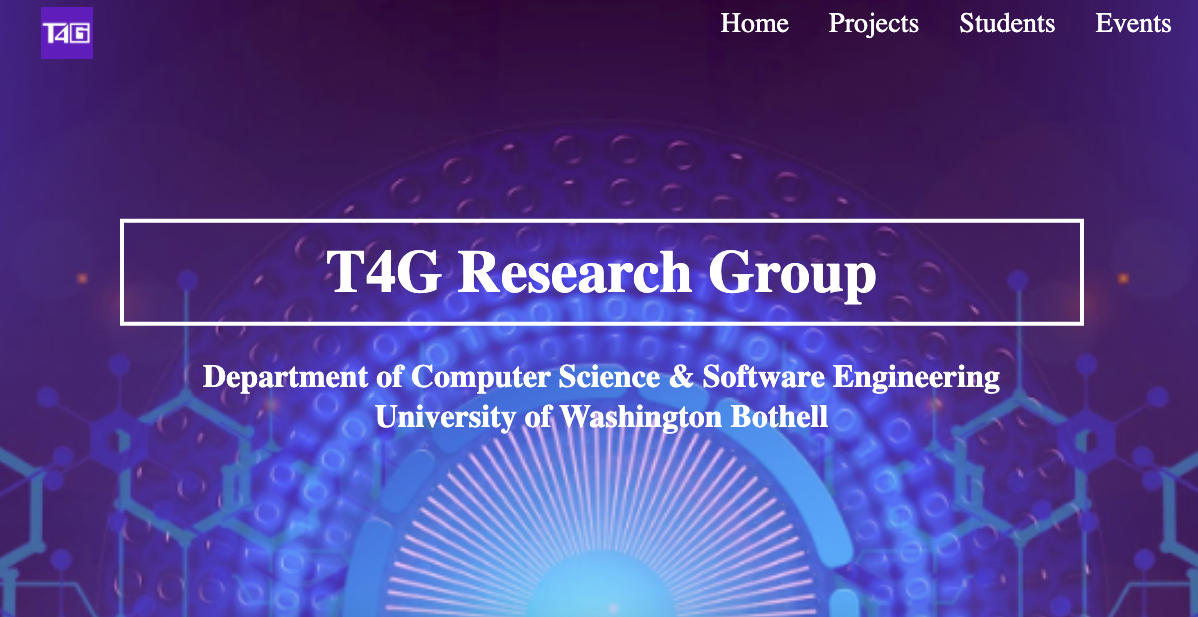 T4G
Home Projects Students Events
T4G Research Group
Department of Computer Science & Software Engineering
University of Washington Bothell